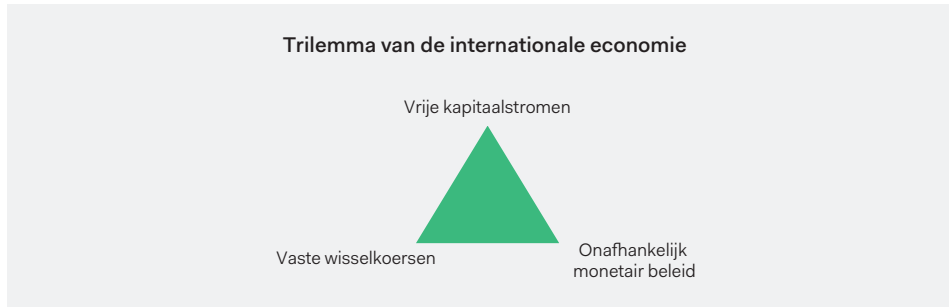 Trilemma van de internationale economie
Vrije kapitaalstromen
Vaste wisselkoersen
Onafhankelijk
monetair beleid